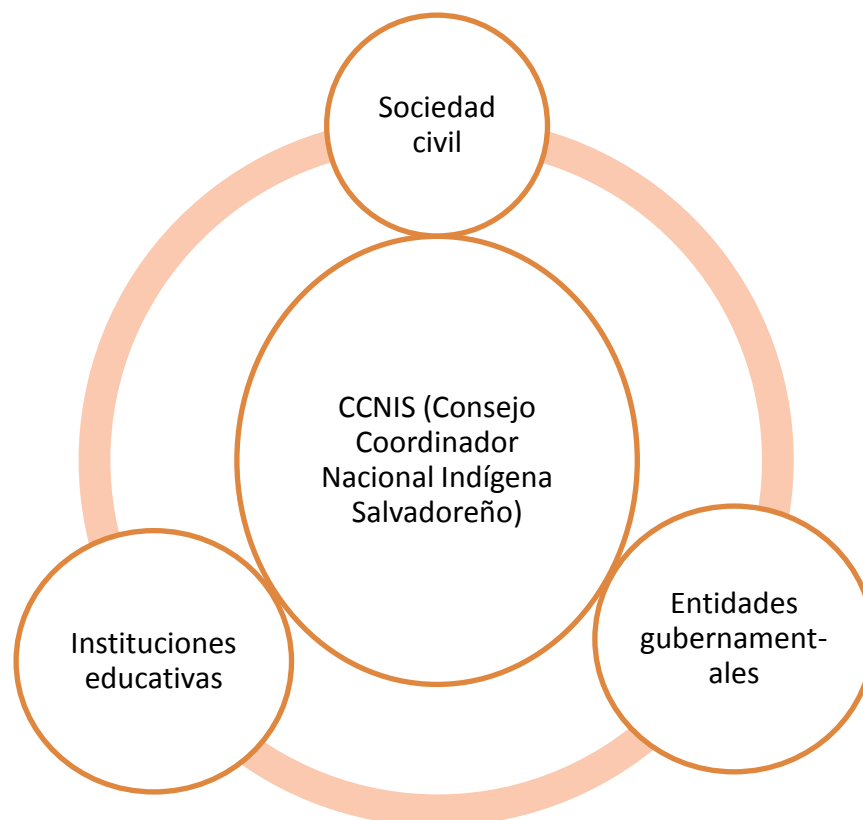 Sociedad
civil
CCNIS (Consejo
Coordinador
Nacional Indígena
Salvadoreño)
Entidades
gubernament-
ales
Instituciones
educativas